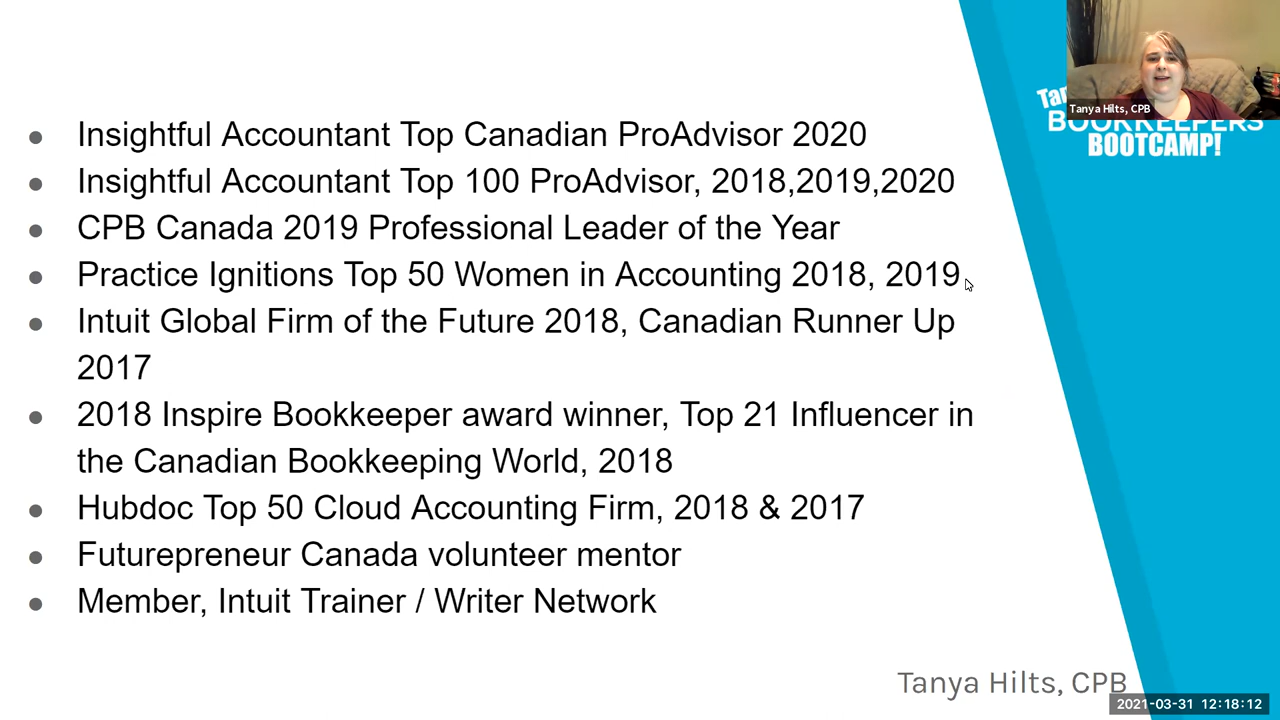 Insightful Accountant Top Canadian ProAdvisor 2020
Insightful Accountant Top 100 ProAdvisor, 2018,2019,2020
CPB Canada 2019 Professional Leader of the Year
Practice Ignitions Top 50 Women in Accounting 2018, 2019
Intuit Global Firm of the Future 2018, Canadian Runner Up
2017
2018 Inspire Bookkeeper award winner, Top 21 Influencer in
the Canadian Bookkeeping World, 2018
Hubdoc Top 50 Cloud Accounting Firm, 2018 & 2017
Futurepreneur Canada volunteer mentor
Member, Intuit Trainer / Writer Network
Tanya Hilts, CPB
BOOKKEEPERS
BOOTCAMP!
Tanya Hilts, CPB
2021-03-31 12:18:12